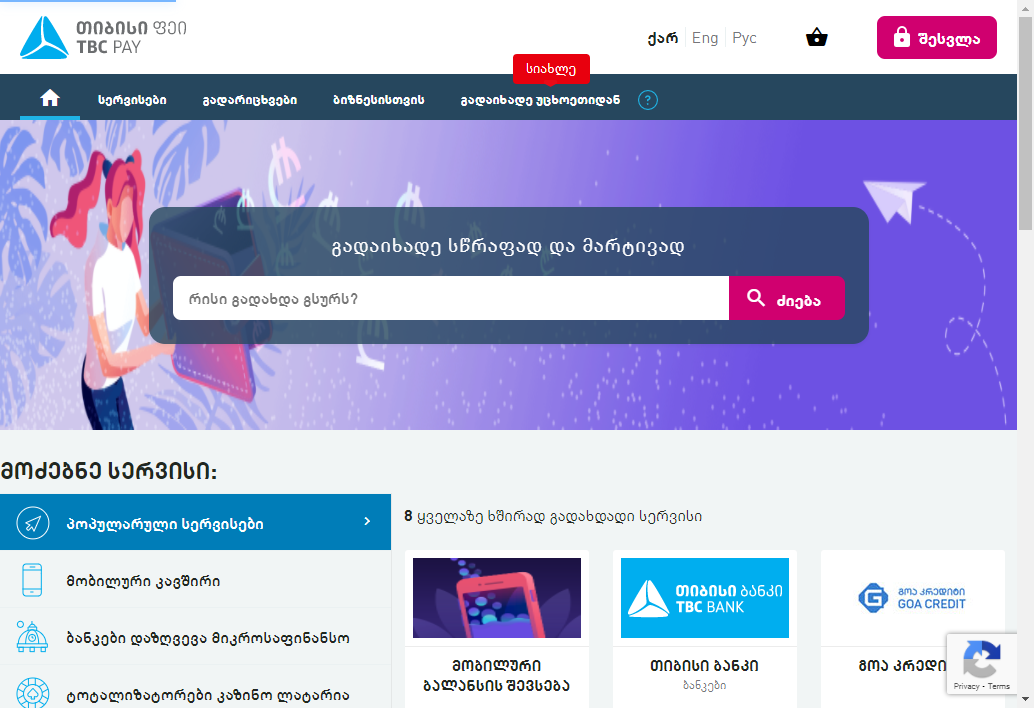 თიბისი ფეი
TBC PAY
ქარ Eng Рус
შესვლა
სიახლე
სერვისები გადარიცხვები ბიზნესისთვის გადაიხადე უცხოეთიდან ?
გადაიხადე სწრაფად და მარტივად
რისი გადახდა გსურს?
ძიება
მოძებნე სერვისი:
პოპულარული სერვისები
8 ყველაზე ხშირად გადახდადი სერვისი
მობილური კავშირი
ბანკები დაზღვევა მიკროსაფინანსო
ტოტალიზატორები კაზინო ლატარია
თიბისი ბანკი
TBC BANK
გოა კრედიტი
GOA CREDIT
მობილური
ბალანსის შევსება
თიბისი ბანკი
ბანკები
გოა კრედი
Privacy - Terms